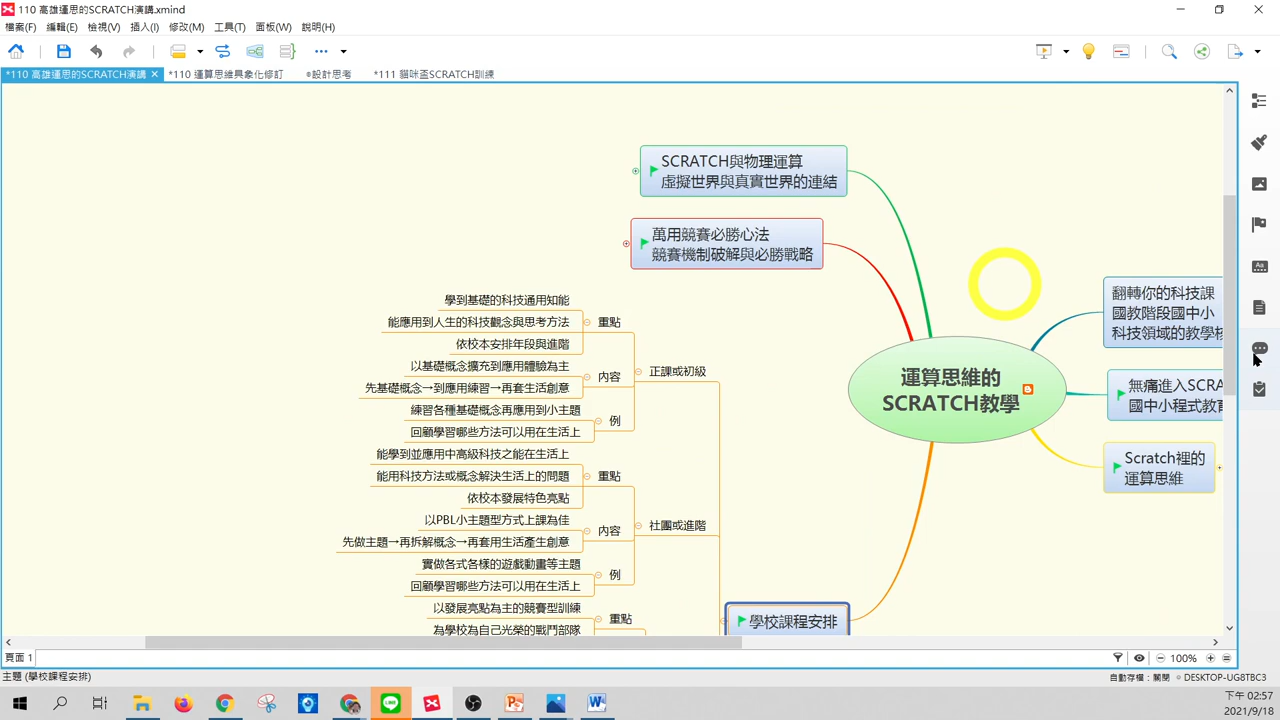 110 高雄運思的SCRATCH演講.xmind
檔案(F) 編輯(E) 檢視(V) 插入(I) 修改(M) 工具(T) 面板(W) 說明(H)
*110 高雄運思的SCRATCH演講 *110 運算思維具象化修訂 設計思考 *111 貓咪盃SCRATCH訓練
SCRATCH與物理運算
虛擬世界與真實世界的連結
萬用競賽必勝心法
競賽機制破解與必勝戰略
翻轉你的科技課
國教階段國中小
科技領域的教學核
運算思維的
SCRATCH教學
無痛進入SCRA
國中小程式教育
Scratch裡的
運算思維
學校課程安排
正課或初級
重點
學到基礎的科技通用知能
能應用到人生的科技觀念與思考方法
依校本安排年段與進階
內容
以基礎概念擴充到應用體驗為主
先基礎概念→到應用練習→再套生活創意
例
練習各種基礎概念再應用到小主題
回顧學習哪些方法可以用在生活上
社團或進階
重點
能學到並應用中高級科技之能在生活上
能用科技方法或概念解決生活上的問題
依校本發展特色亮點
內容
以PBL小主題型方式上課為佳
先做主題→再拆解概念→再套用生活產生創意
例
實做各式各樣的遊戲動畫等主題
回顧學習哪些方法可以用在生活上
重點
以發展亮點為主的競賽型訓練
為學校為自己光榮的戰鬥部隊
頁面 1
100%
主題 (學校課程安排)
自動存檔：關閉 DESKTOP-UG8TBC3
下午 02:57
2021/9/18